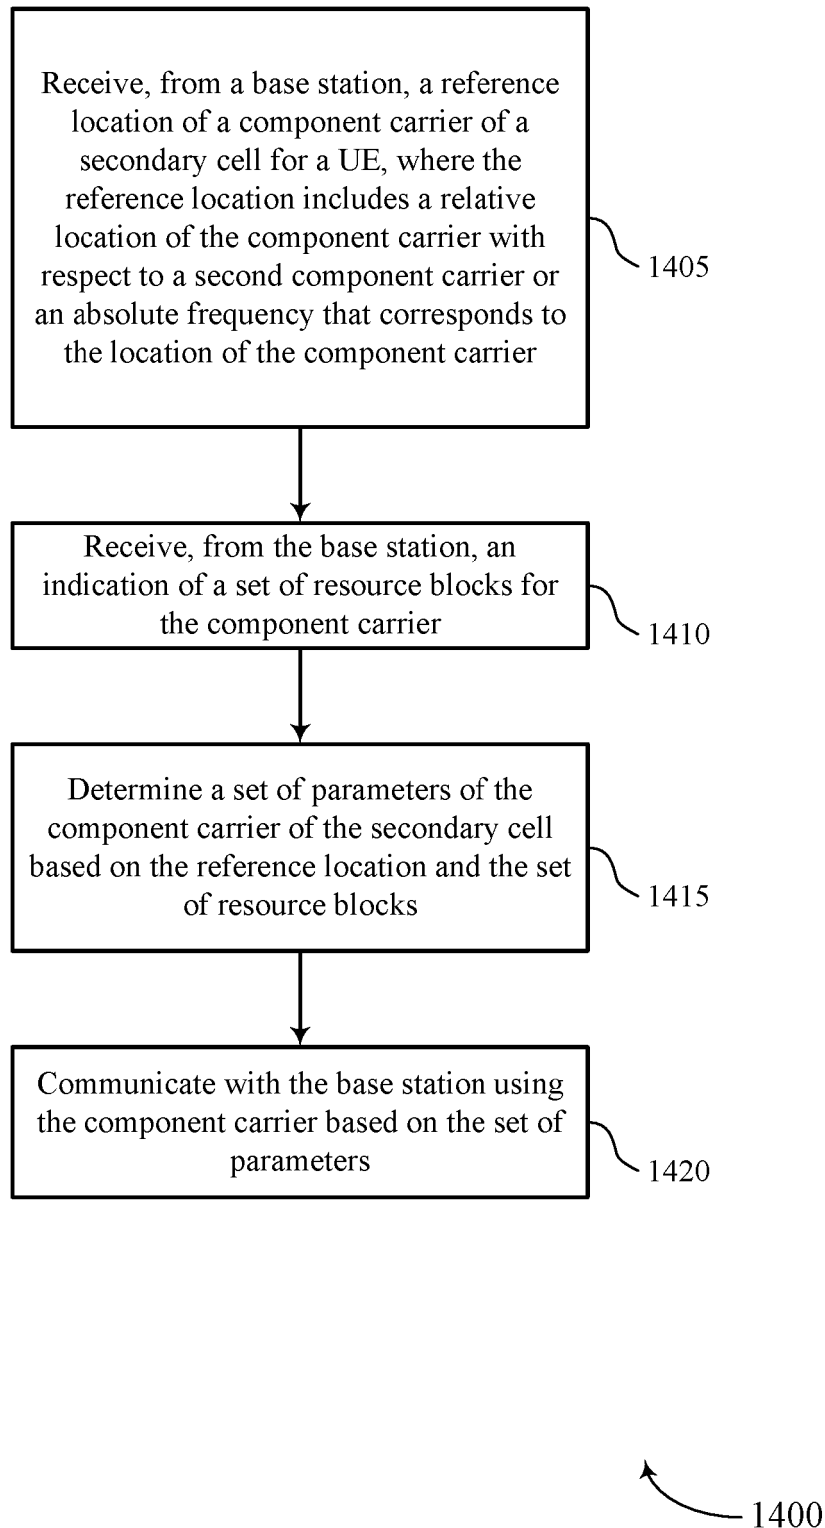 Receive, from a base station, a reference
location of a component carrier of a
secondary cell for a UE, where the
reference location includes a relative
location of the component carrier with
respect to a second component carrier or
an absolute frequency that corresponds to
the location of the component carrier
1405
Receive, from the base station, an
indication of a set of resource blocks for
the component carrier
1410
Determine a set of parameters of the
component carrier of the secondary cell
based on the reference location and the set
of resource blocks
1415
Communicate with the base station using
the component carrier based on the set of
parameters
1420
1400